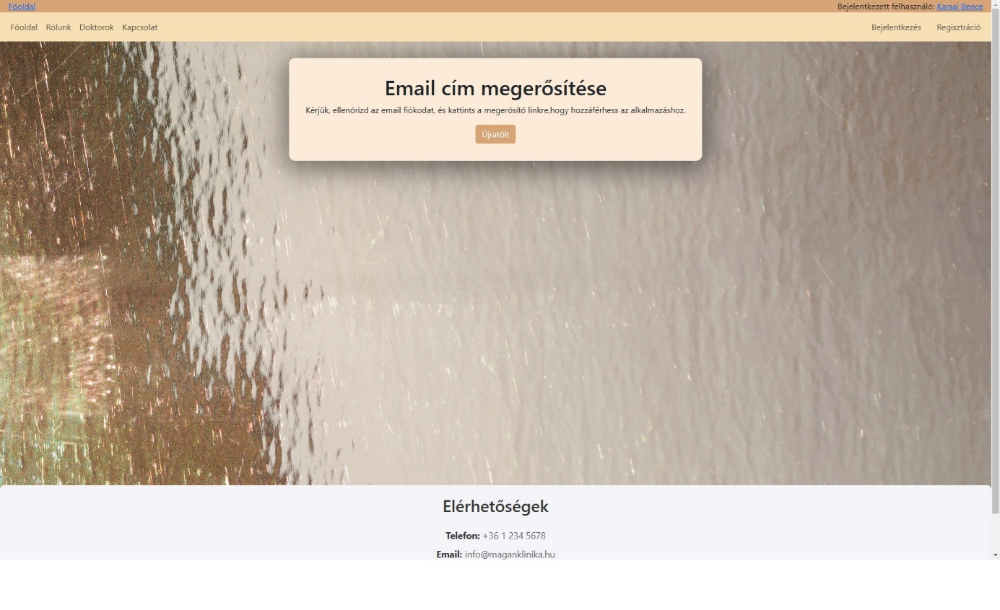 Főoldal Bejelentkezett felhasználó: Karsai Bence
Főoldal Rólunk Doktorok Kapcsolat Bejelentkezés Regisztráció
Email cím megerősítése
Kérjük, ellenőrizd az email fiókodat, és kattints a megerősítő linkre,hogy hozzáférhess az alkalmazáshoz.
Újratölt
Elérhetőségek
Telefon: +36 1 234 5678
Email: info@maganklinika.hu